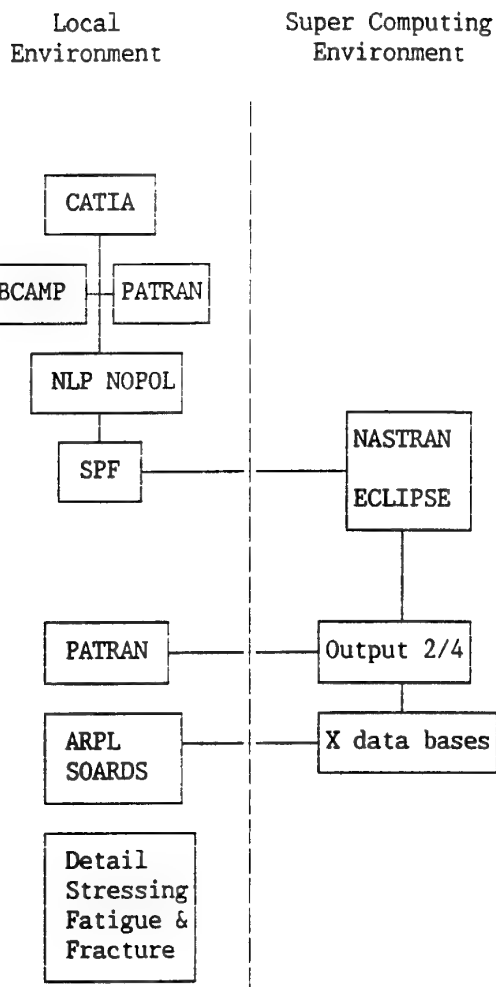 Local
Environment
Super Computing
Environment
CATIA
BCAMP
PATRAN
NLP NOPOL
SPF
NASTRAN
ECLIPSE
PATRAN
Output 2/4
ARPL
SOARDS
X data bases
Detail
Stressing
Fatigue &
Fracture